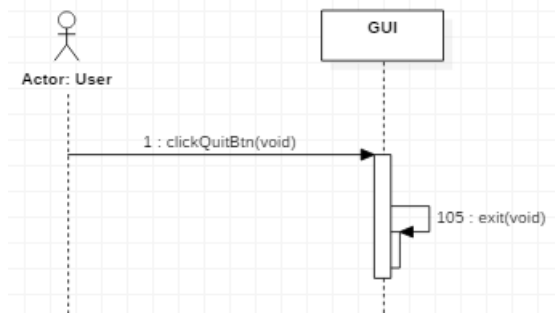 GUI
Actor: User
1 : clickQuitBtn(void)
105 : exit(void)